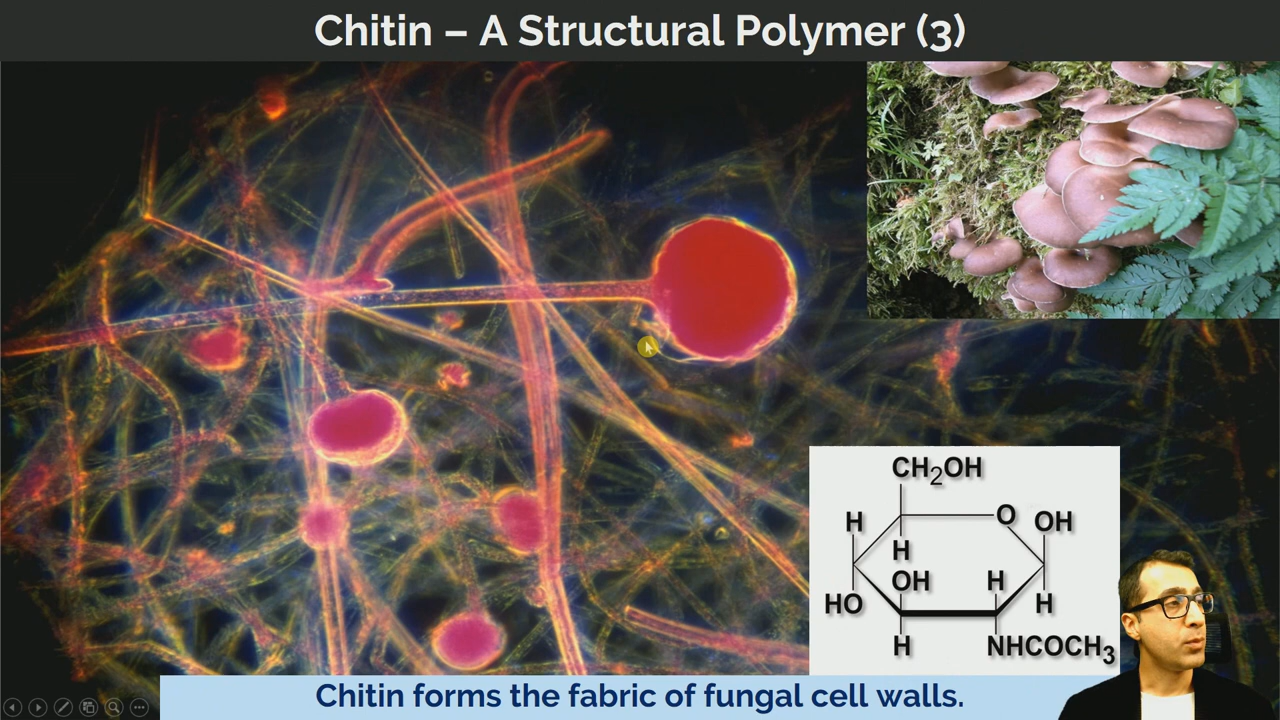 Chitin – A Structural Polymer (3)
CH2OH
O
H
OH
H
OH
H
HO
H
H
NHCOCH3
Chitin forms the fabric of fungal cell walls.